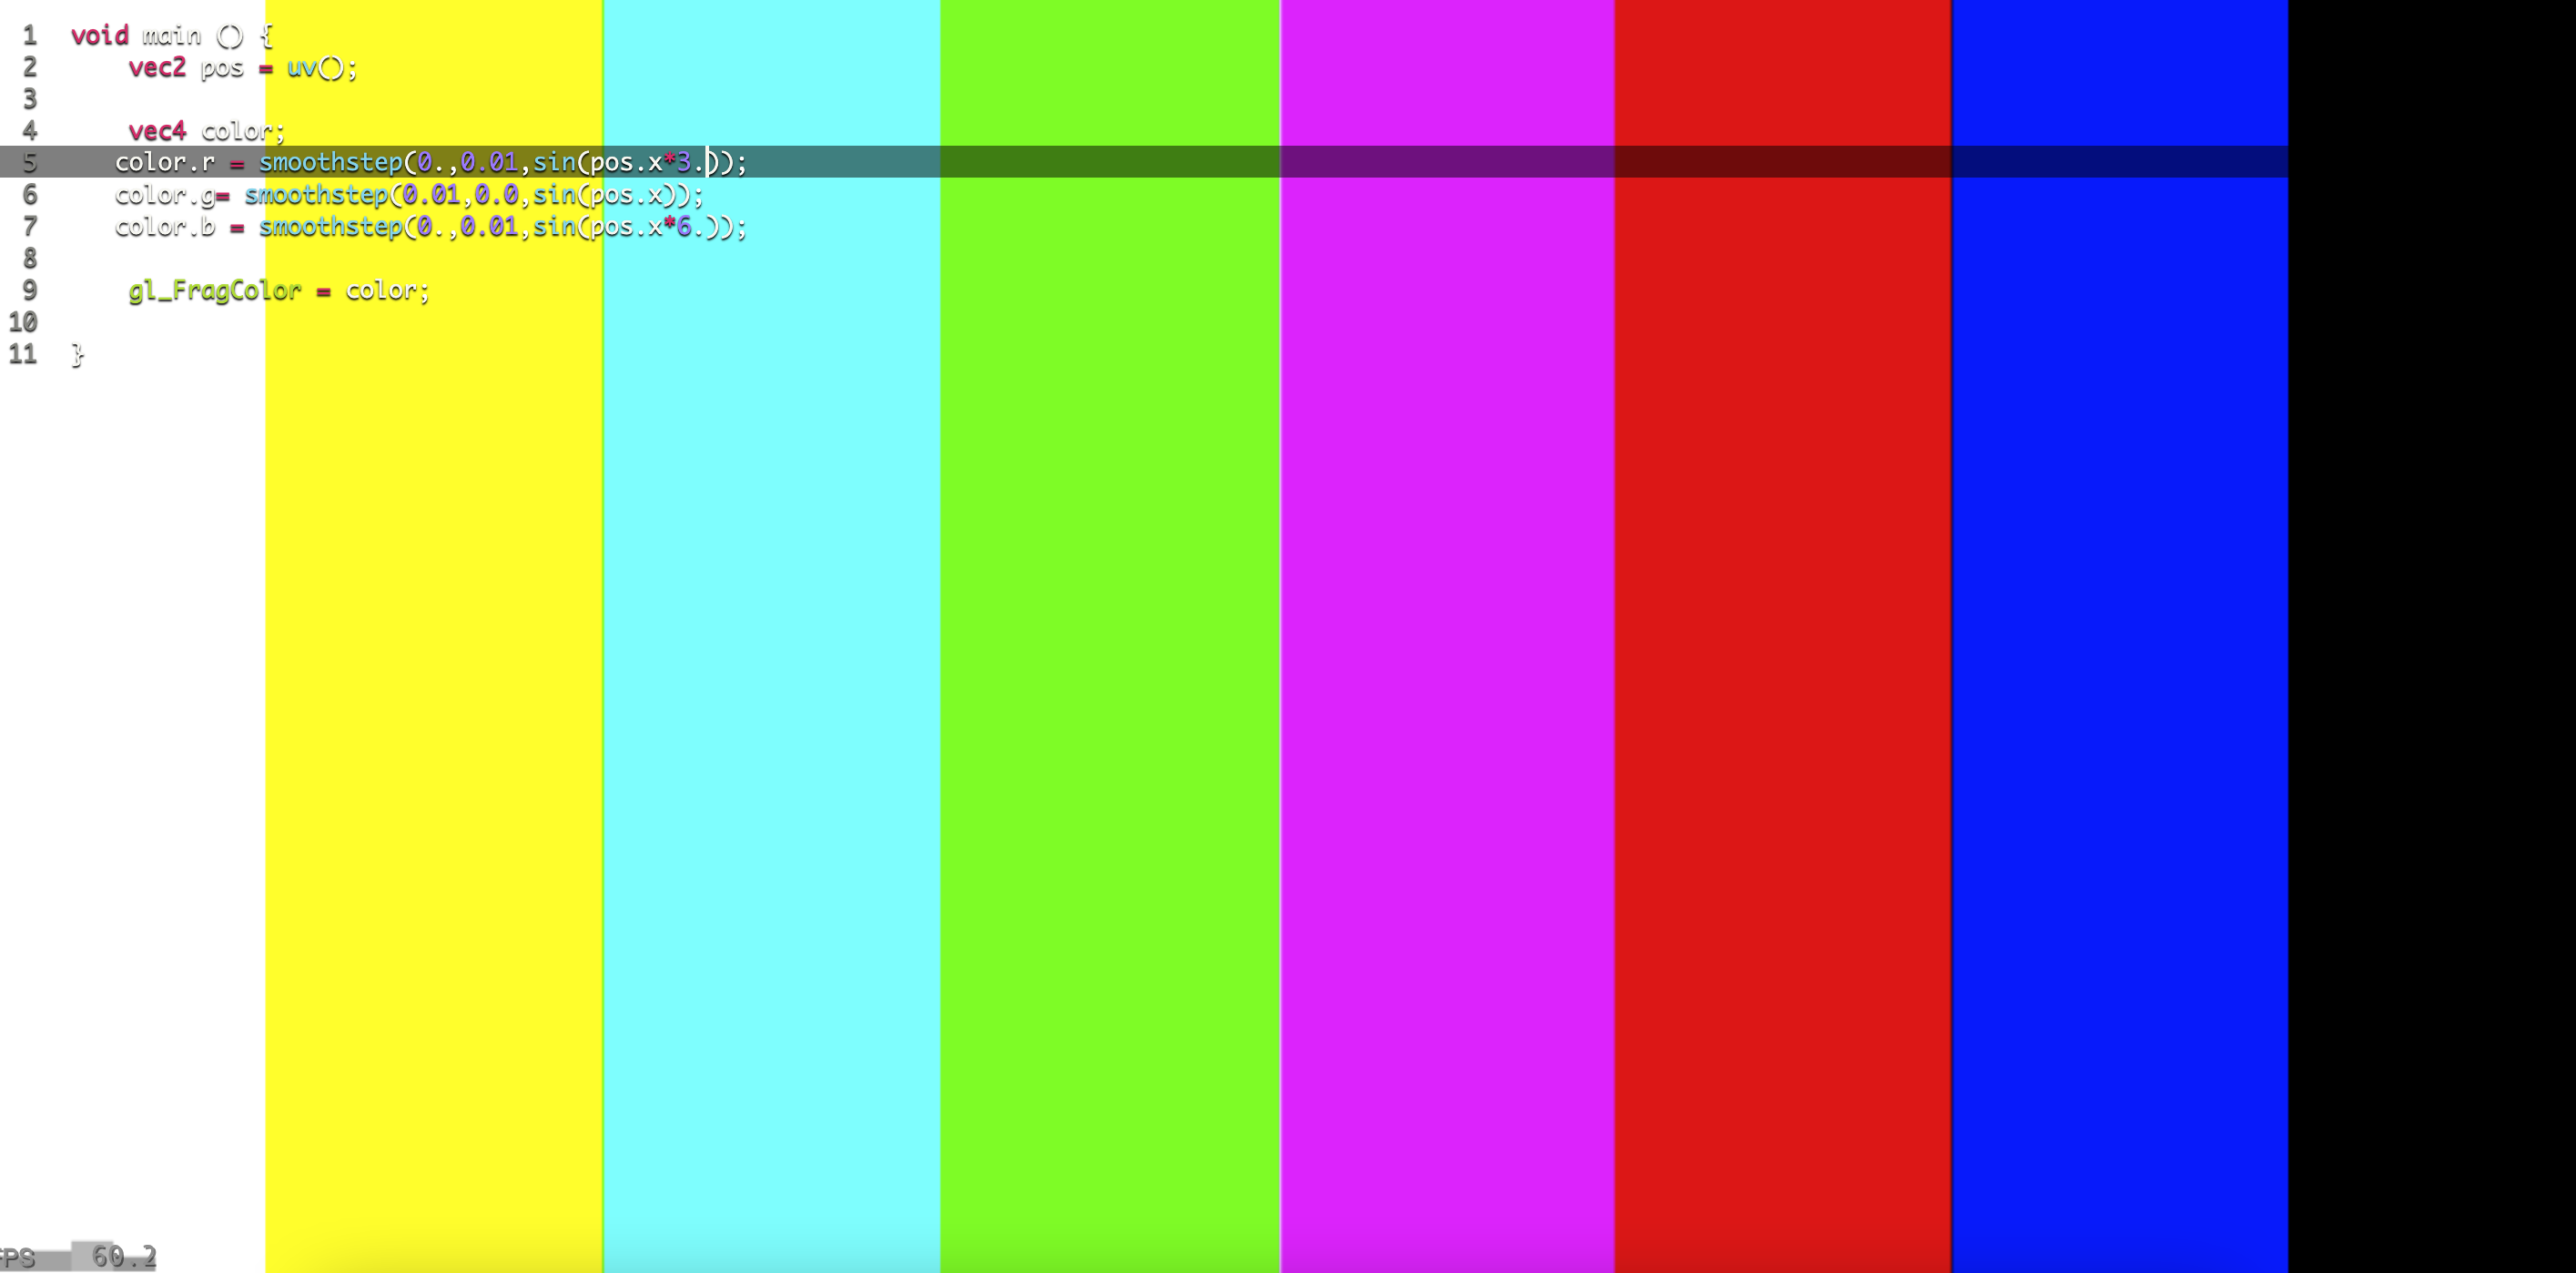 1 void main () {
2 vec2 pos = uv();
3
4 vec4 color;
5 color.r = smoothstep(0.,0.01,sin(pos.x*3.));
6 color.g= smoothstep(0.01,0.0,sin(pos.x));
7 color.b = smoothstep(0.,0.01,sin(pos.x*6.));
8
9 gl_FragColor = color;
10
11 }
PS 60.2